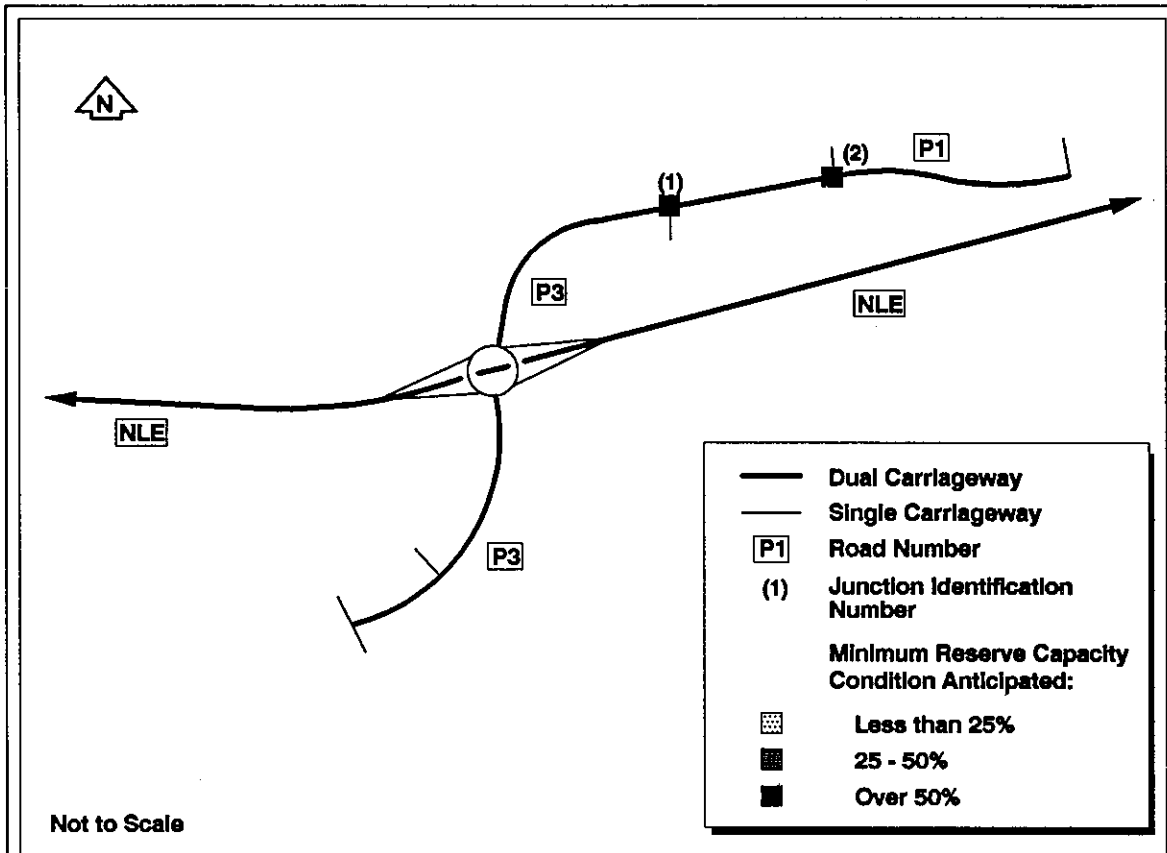 N
(1)
(2)
P1
P3
NLE
NLE
P3
Dual Carriageway
Single Carriageway
P1 Road Number
(1) Junction Identification
Number
Minimum Reserve Capacity
Condition Anticipated:
Less than 25%
25 - 50%
Over 50%
Not to Scale